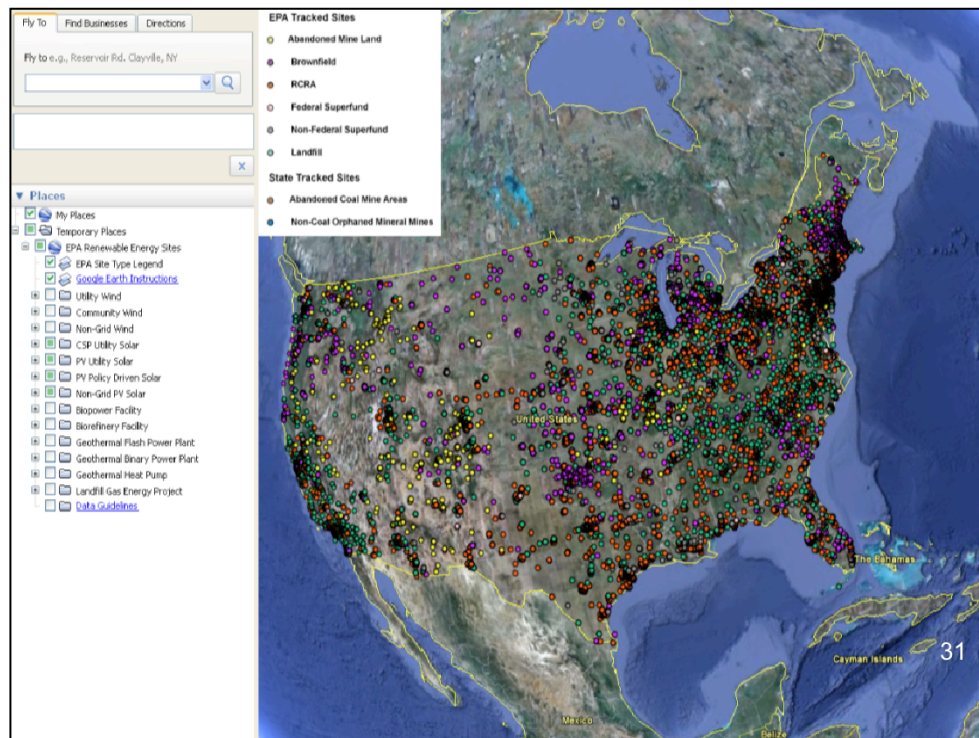 Fly To
Find Businesses
Directions
Fly to e.g., Reservoir Rd, Clayville, NY
x
▼ Places
My Places
Temporary Places
EPA Renewable Energy Sites
EPA Site Type Legend
Google Earth Instructions
Utility Wind
Community Wind
Non-Grid Wind
CSP Utility Solar
PV Utility Solar
PV Policy Driven Solar
Non-Grid PV Solar
Biopower Facility
Biorefinery Facility
Geothermal Flash Power Plant
Geothermal Binary Power Plant
Geothermal Heat Pump
Landfill Gas Energy Project
Data Guidelines
EPA Tracked Sites
Abandoned Mine Land
Brownfield
RCRA
Federal Superfund
Non-Federal Superfund
Landfill
State Tracked Sites
Abandoned Coal Mine Areas
Non-Coal Orphaned Mineral Mines
United States
The Bahamas
Cayman Islands
31
Mexico
Belize